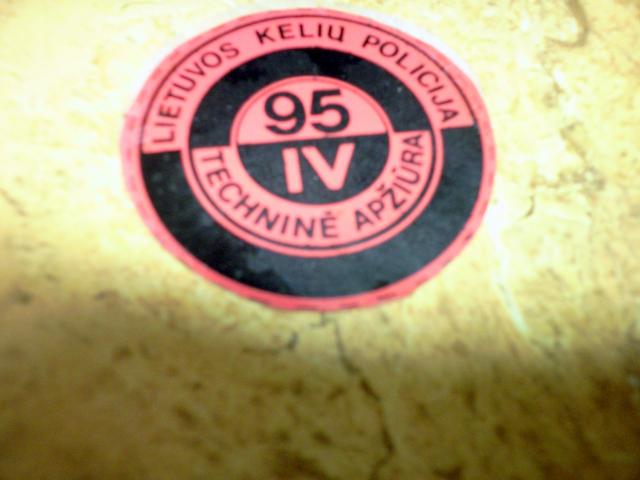 LIETUVOS KELIŲ POLICIJA
95
IV
TECHNINĖ APŽIŪRA